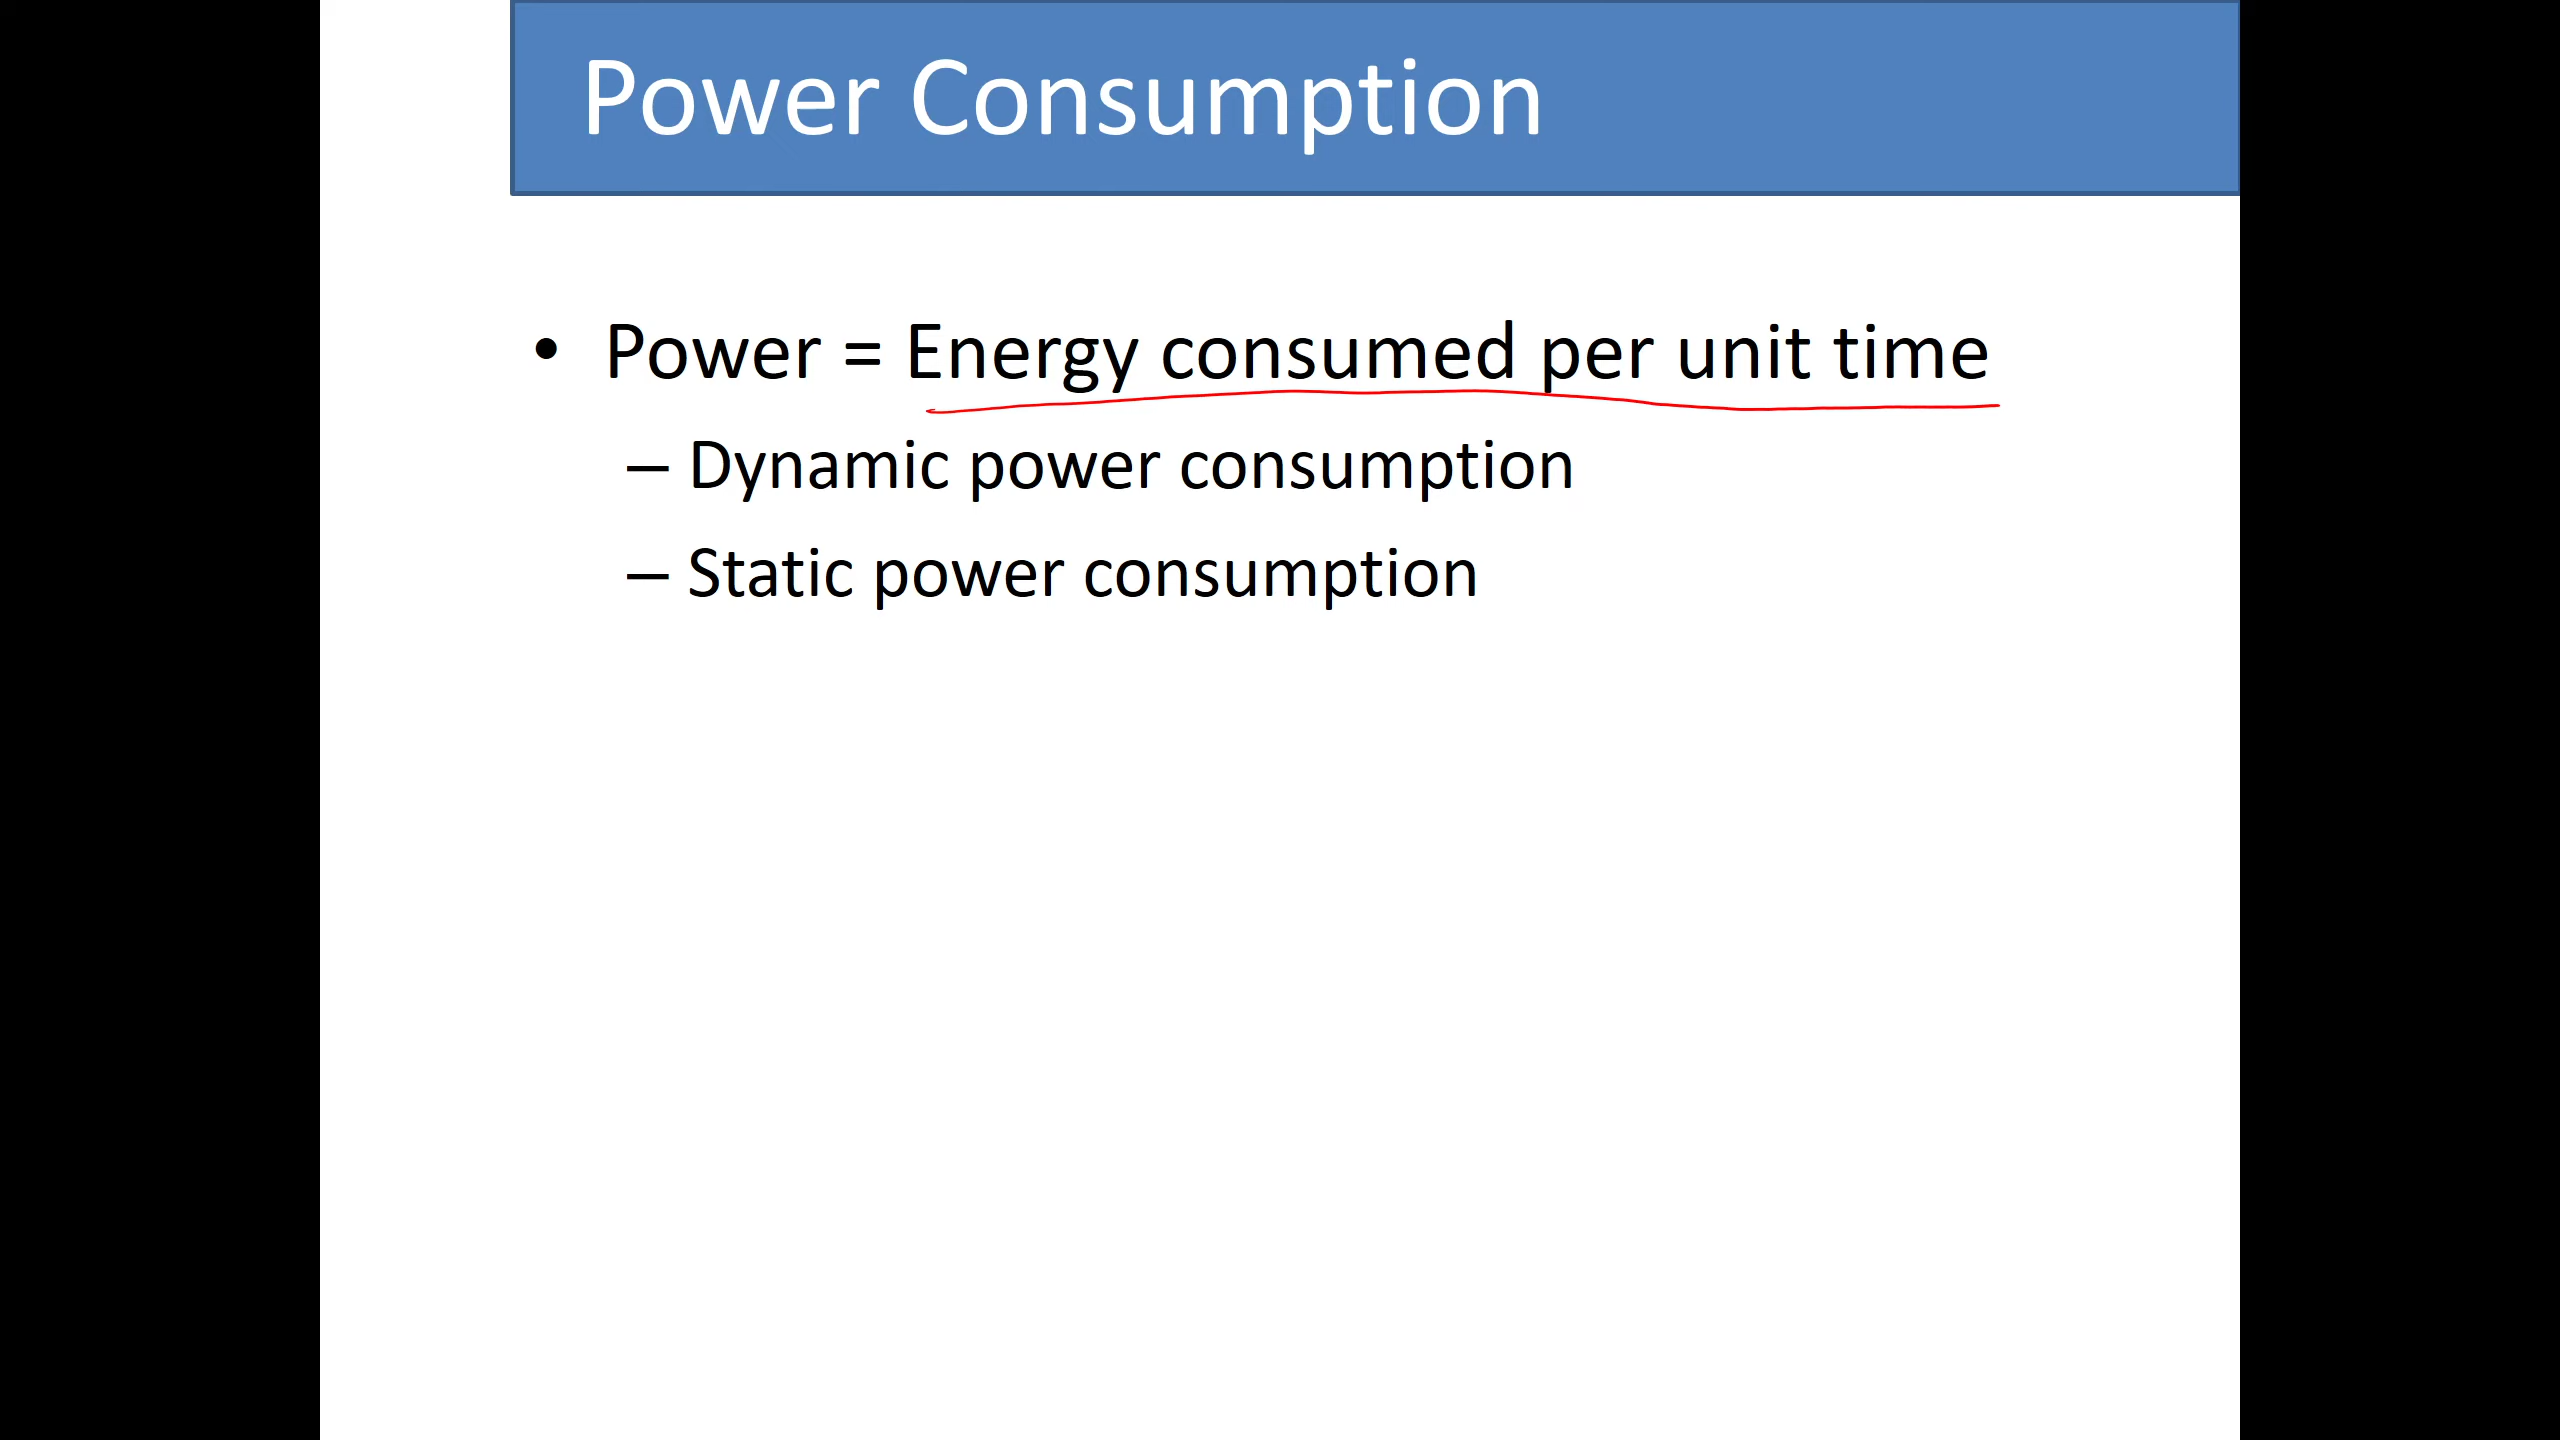 Power Consumption
• Power = Energy consumed per unit time
– Dynamic power consumption
– Static power consumption